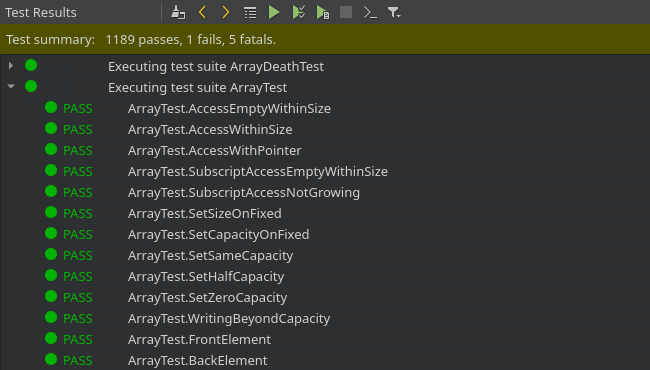 Test Results
Test summary: 1189 passes, 1 fails, 5 fatals.
Executing test suite ArrayDeathTest
Executing test suite ArrayTest
PASS ArrayTest.AccessEmptyWithinSize
PASS ArrayTest.AccessWithinSize
PASS ArrayTest.AccessWithPointer
PASS ArrayTest.SubscriptAccessEmptyWithinSize
PASS ArrayTest.SubscriptAccessNotGrowing
PASS ArrayTest.SetSizeOnFixed
PASS ArrayTest.SetCapacityOnFixed
PASS ArrayTest.SetSameCapacity
PASS ArrayTest.SetHalfCapacity
PASS ArrayTest.SetZeroCapacity
PASS ArrayTest.WritingBeyondCapacity
PASS ArrayTest.FrontElement
PASS ArrayTest.BackElement